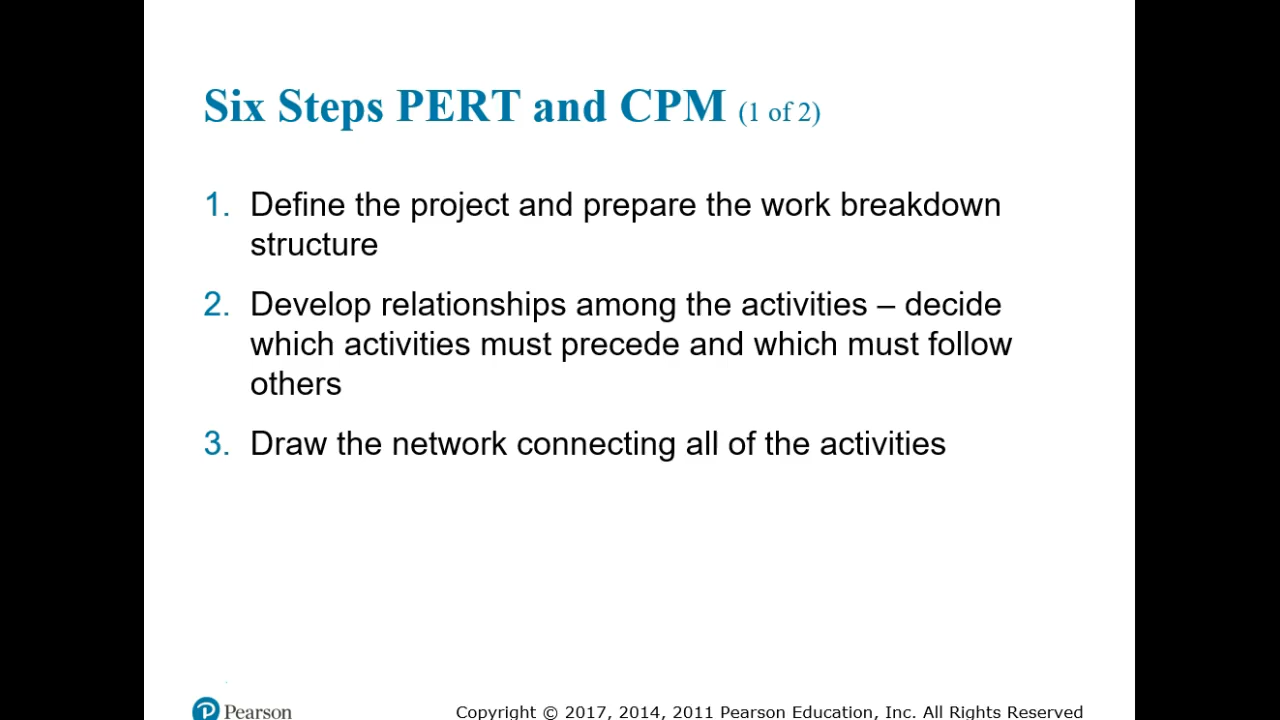 Six Steps PERT and CPM (1 of 2)
1. Define the project and prepare the work breakdown
structure
2. Develop relationships among the activities – decide
which activities must precede and which must follow
others
3. Draw the network connecting all of the activities
Pearson
Copyright © 2017, 2014, 2011 Pearson Education, Inc. All Rights Reserved